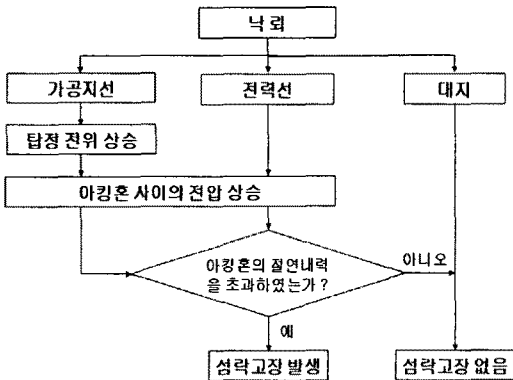 낙 뢰
가공지선
전력선
대지
탑정 전위 상승
아킹혼 사이의 전압 상승
아킹혼의 절연내력
을 초과하였는가 ?
아니오
예
섬락고장 발생
섬락고장 없음